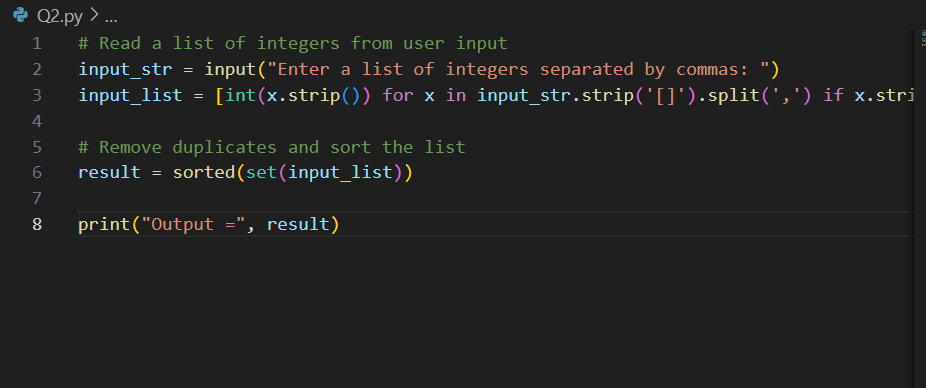 Q2.py > ...
1 # Read a list of integers from user input
2 input_str = input("Enter a list of integers separated by commas: ")
3 input_list = [int(x.strip()) for x in input_str.strip('[]').split(',') if x.stri
4
5 # Remove duplicates and sort the list
6 result = sorted(set(input_list))
7
8 print("Output =", result)